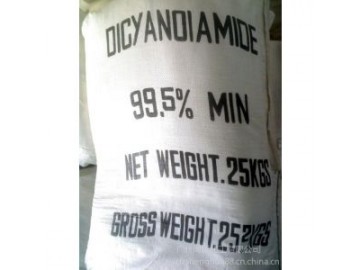 DICYANDIAMIDE
99.5% MIN
NET WEIGHT.25KGS
GROSS WEIGHT.25.2KGS